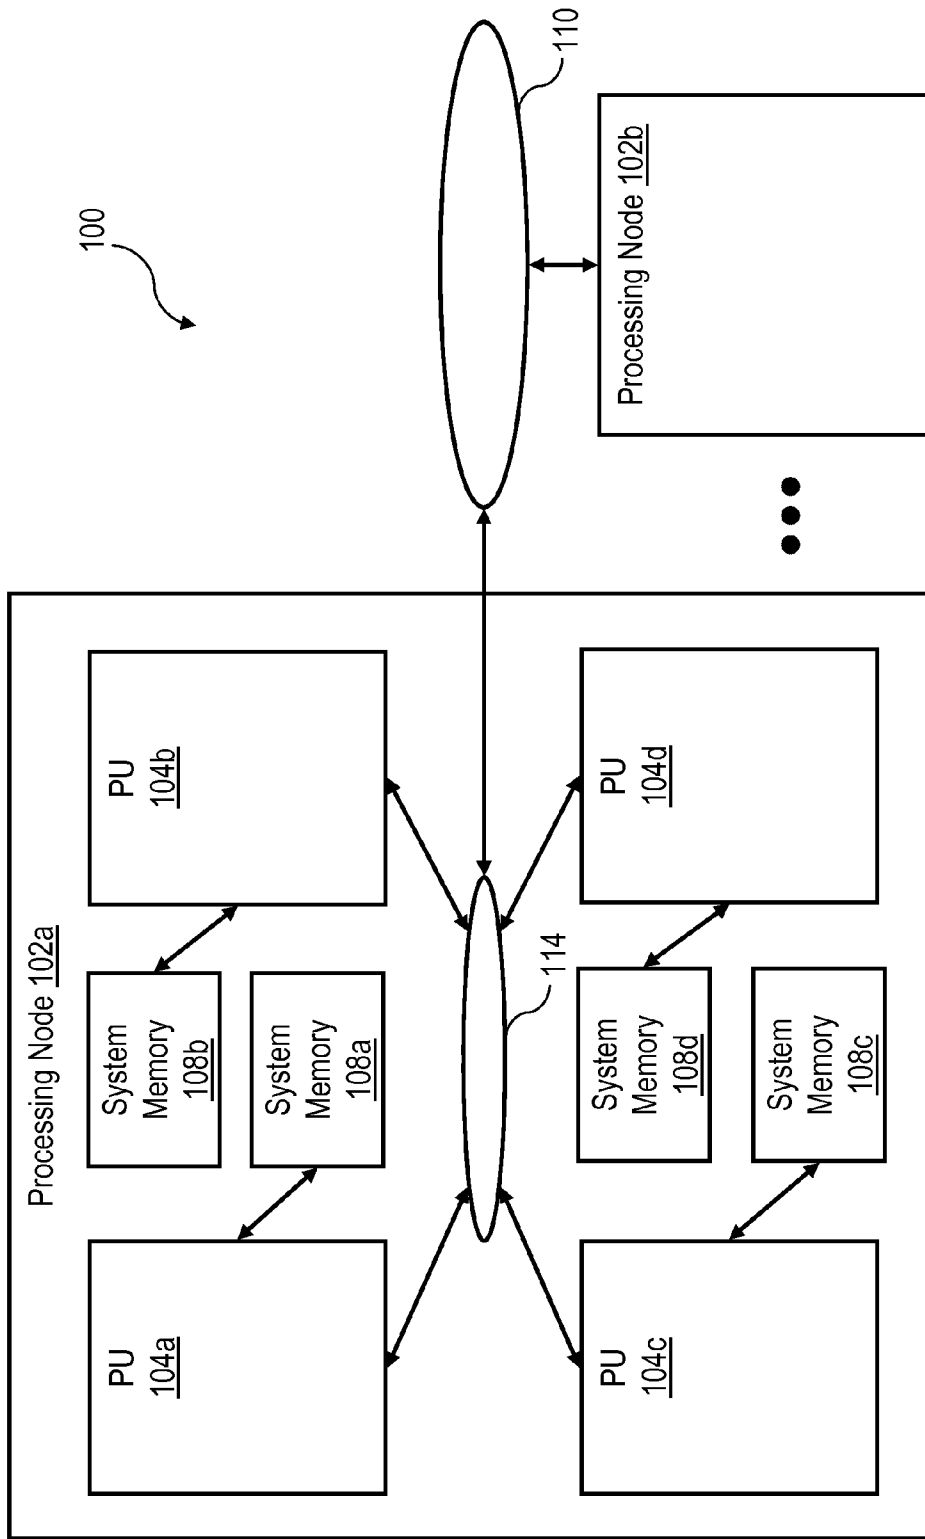 100
Processing Node 102a
PU
104a
System
Memory
108b
System
Memory
108a
PU
104b
114
110
PU
104c
System
Memory
108d
System
Memory
108c
PU
104d
Processing Node 102b